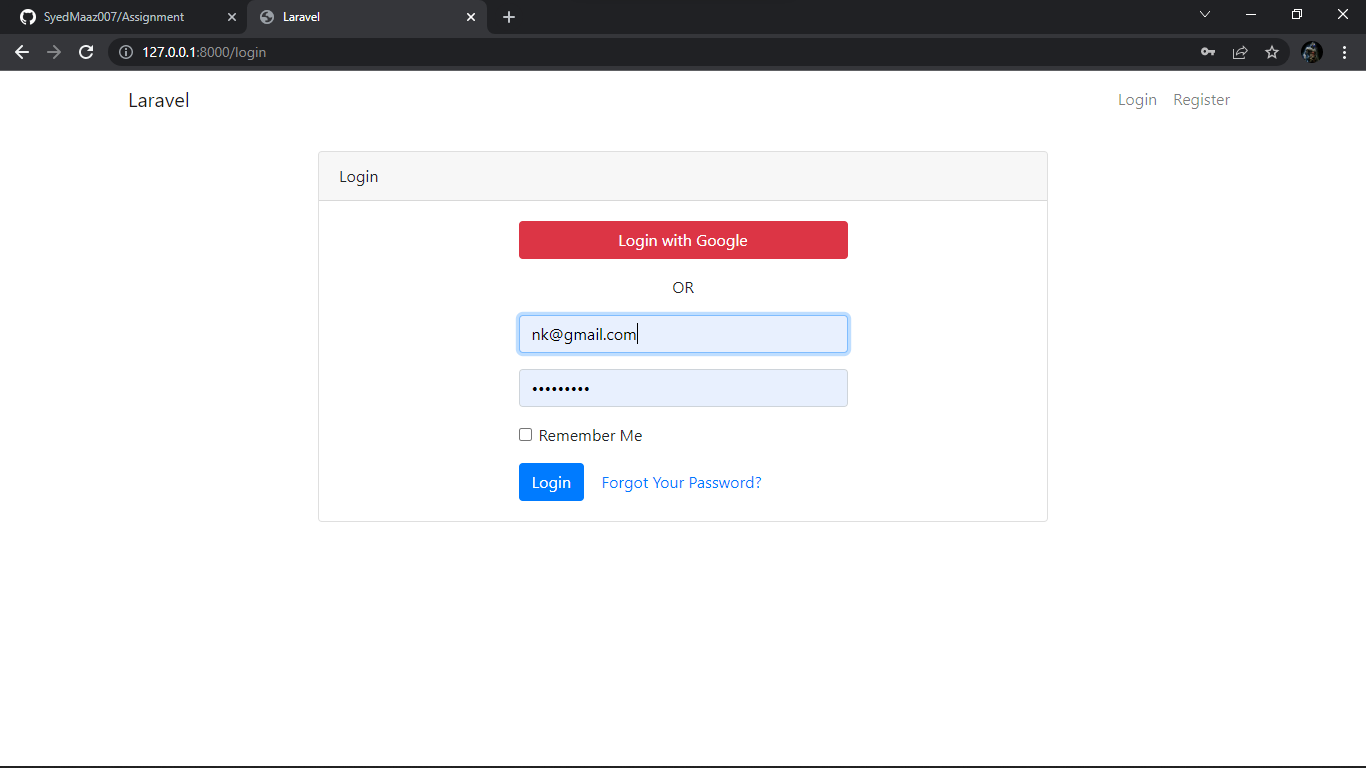 SyedMaaz007/Assignment
Laravel
127.0.0.1:8000/login
Laravel
Login Register
Login
Login with Google
OR
nk@gmail.com
•••••••••
Remember Me
Login Forgot Your Password?